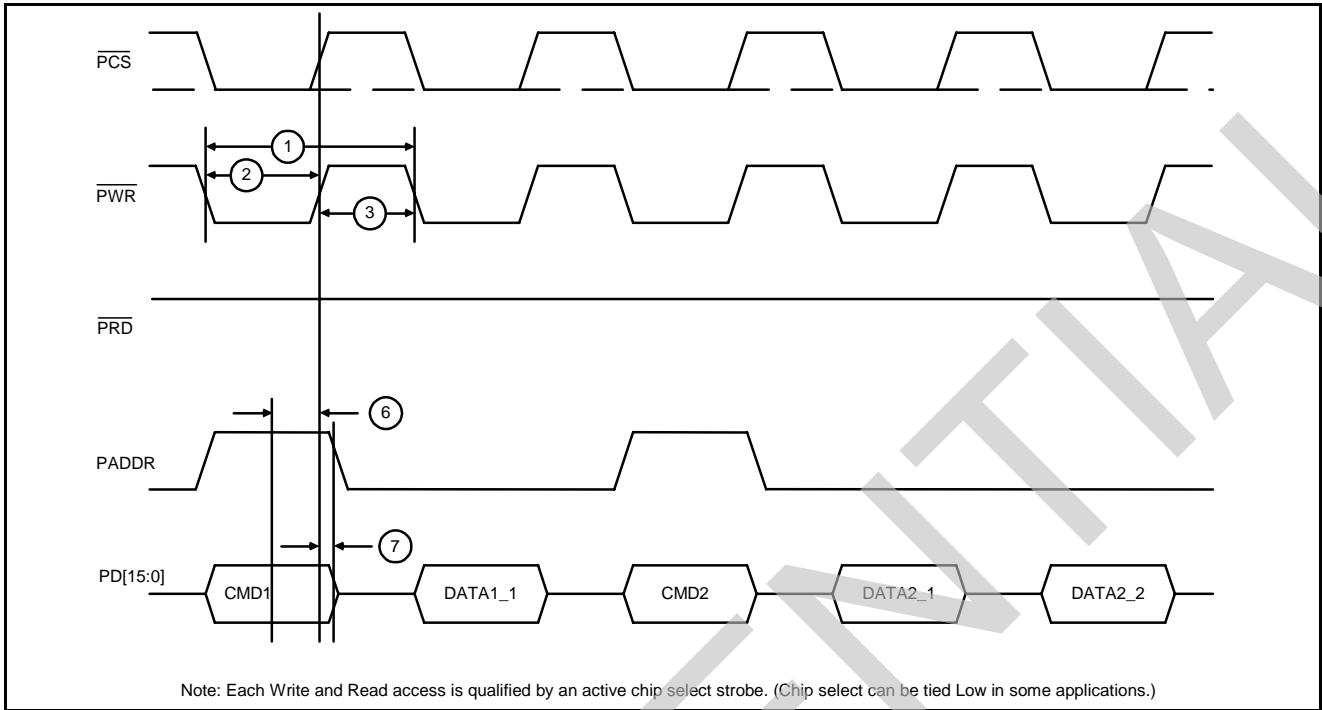 PCS
1
2
PWR
3
PRD
6
PADDR
7
PD[15:0]
CMD1 DATA1_1 CMD2 DATA2_1 DATA2_2
Note: Each Write and Read access is qualified by an active chip select strobe. (Chip select can be tied Low in some applications.)
ENTIAL